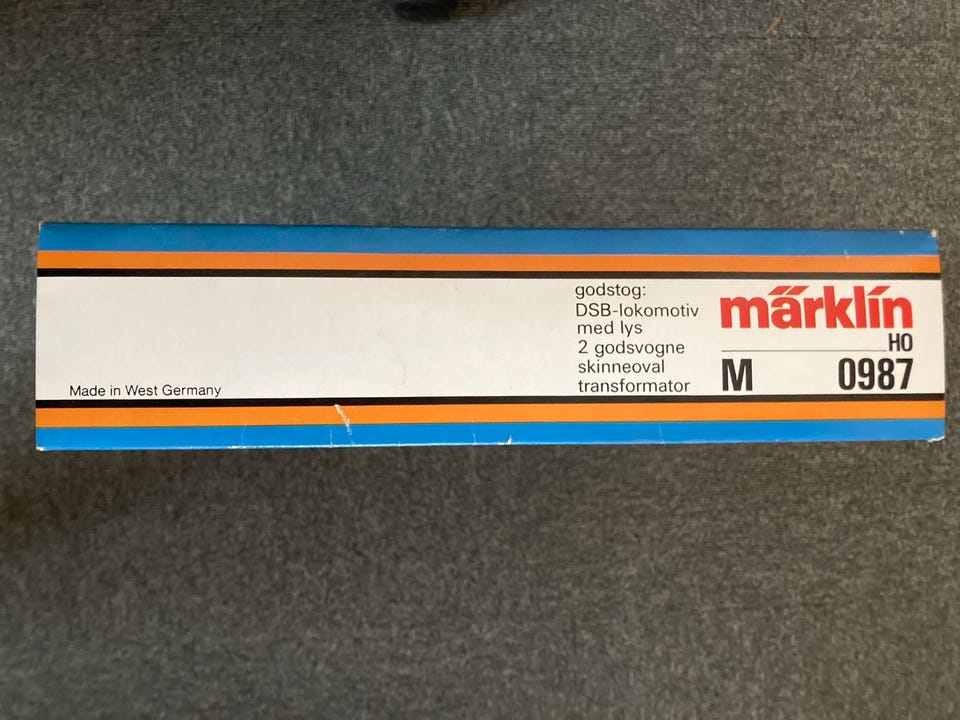 godstog:
DSB-lokomotiv
med lys
2 godsvogne
skinneoval
transformator
märklin
HO
M 0987
Made in West Germany